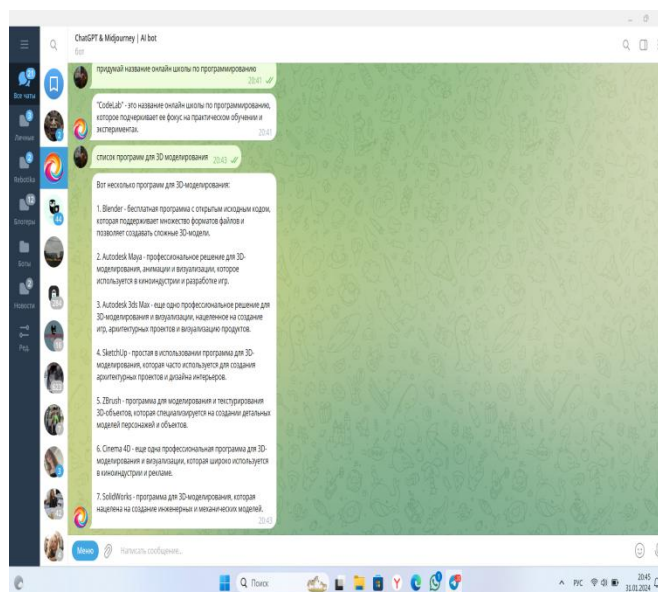 ChatGPT & Midjourney | AI bot
бот
21
Все чаты
Личные
Robotika
12
Блогеры
Боты
Новости
Ред.
2
44
3
придумай название онлайн школы по программированию
20:41
"CodeLab" - это название онлайн школы по программированию,
которое подчеркивает ее фокус на практическом обучении и
экспериментах.
20:41
список программ для 3D моделирования
20:43
Вот несколько программ для 3D-моделирования:
1. Blender - бесплатная программа с открытым исходным кодом,
которая поддерживает множество форматов файлов и
позволяет создавать сложные 3D-модели.
2. Autodesk Maya - профессиональное решение для 3D-
моделирования, анимации и визуализации, которое
используется в киноиндустрии и разработке игр.
3. Autodesk 3ds Max - еще одно профессиональное решение для
3D-моделирования и визуализации, нацеленное на создание
игр, архитектурных проектов и визуализацию продуктов.
4. SketchUp - простая в использовании программа для 3D-
моделирования, которая часто используется для создания
архитектурных проектов и дизайна интерьеров.
5. ZBrush - программа для моделирования и текстурирования
3D-объектов, которая специализируется на создании детальных
моделей персонажей и объектов.
6. Cinema 4D - еще одна профессиональная программа для 3D-
моделирования и визуализации, которая широко используется
в киноиндустрии и рекламе.
7. SolidWorks - программа для 3D-моделирования, которая
нацелена на создание инженерных и механических моделей.
20:43
Меню
Написать сообщение...
Поиск
РУС
20:45
31.01.2024